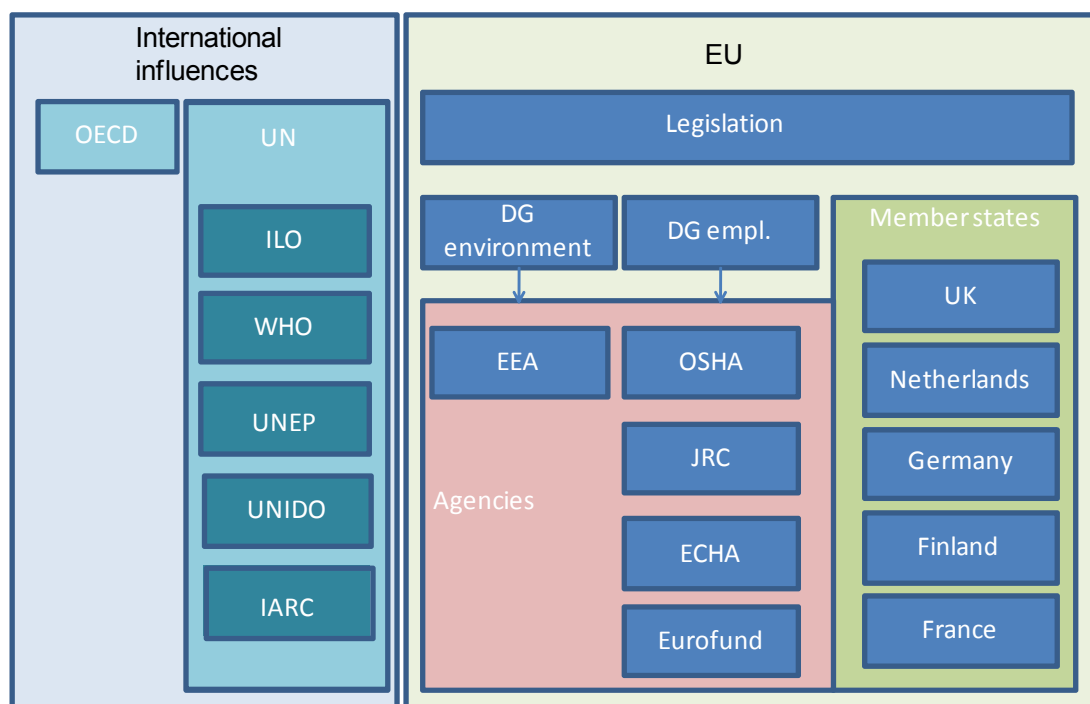 International
influences
OECD
UN
ILO
WHO
UNEP
UNIDO
IARC
EU
Legislation
DG
environment
DG empl.
Member states
EEA
OSHA
JRC
Agencies
ECHA
Eurofund
UK
Netherlands
Germany
Finland
France